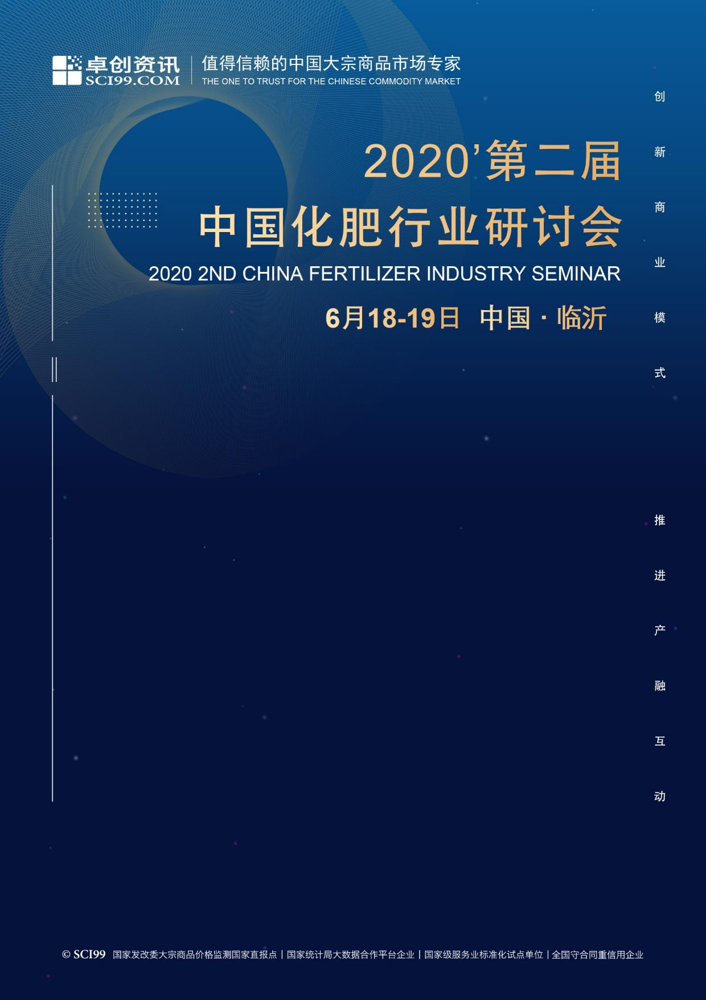 卓创资讯
SCI99.COM
值得信赖的中国大宗商品市场专家
THE ONE TO TRUST FOR THE CHINESE COMMODITY MARKET
2020’第二届
中国化肥行业研讨会
2020 2ND CHINA FERTILIZER INDUSTRY SEMINAR
6月18-19日 中国·临沂
创新商业模式
推进产融互动
© SCI99 国家发改委大宗商品价格监测国家直报点 | 国家统计局大数据合作平台企业 | 国家级服务业标准化试点单位 | 全国守合同重信用企业